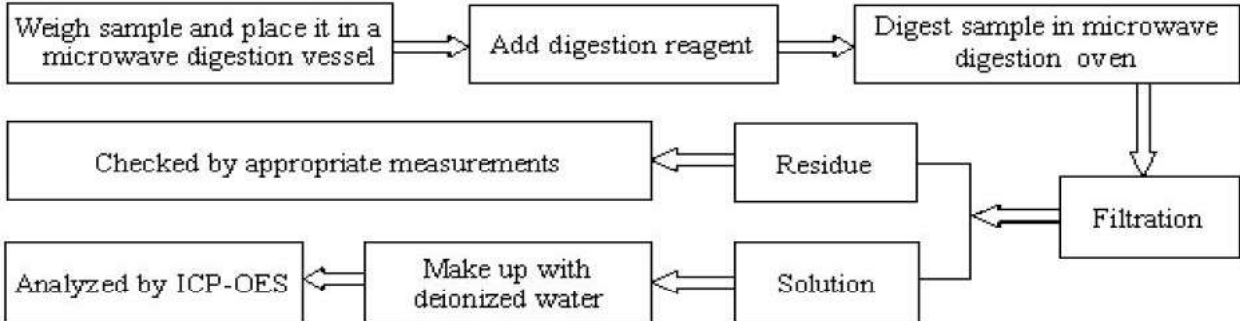 Weigh sample and place it in a
microwave digestion vessel
Add digestion reagent
Digest sample in microwave
digestion oven
Filtration
Residue
Checked by appropriate measurements
Solution
Make up with
deionized water
Analyzed by ICP-OES